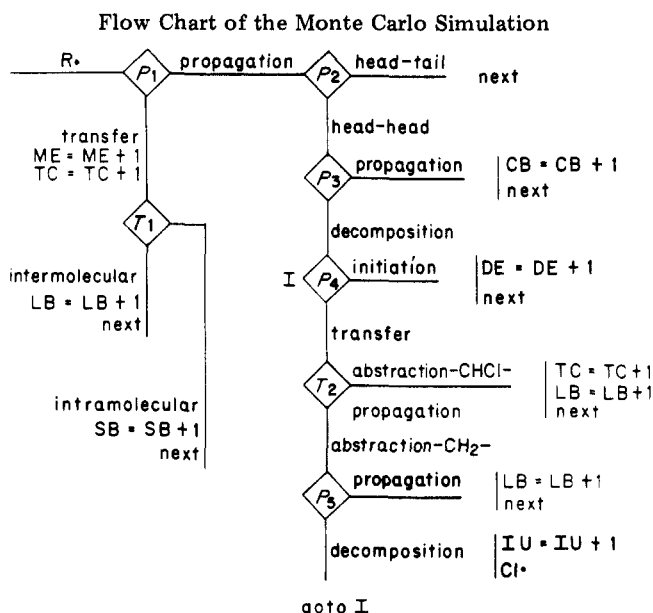 Flow Chart of the Monte Carlo Simulation
R•
P1
propagation
P2
head-tail
next
transfer
ME = ME + 1
TC = TC + 1
head-head
P3
propagation
CB = CB + 1
next
T1
decomposition
intermolecular
LB = LB + 1
next
I
P4
initiation
DE = DE + 1
next
transfer
T2
abstraction-CHCl-
propagation
TC = TC + 1
LB = LB + 1
next
intramolecular
SB = SB + 1
next
abstraction-CH2-
P5
propagation
LB = LB + 1
next
decomposition
IU = IU + 1
Cl•
goto I